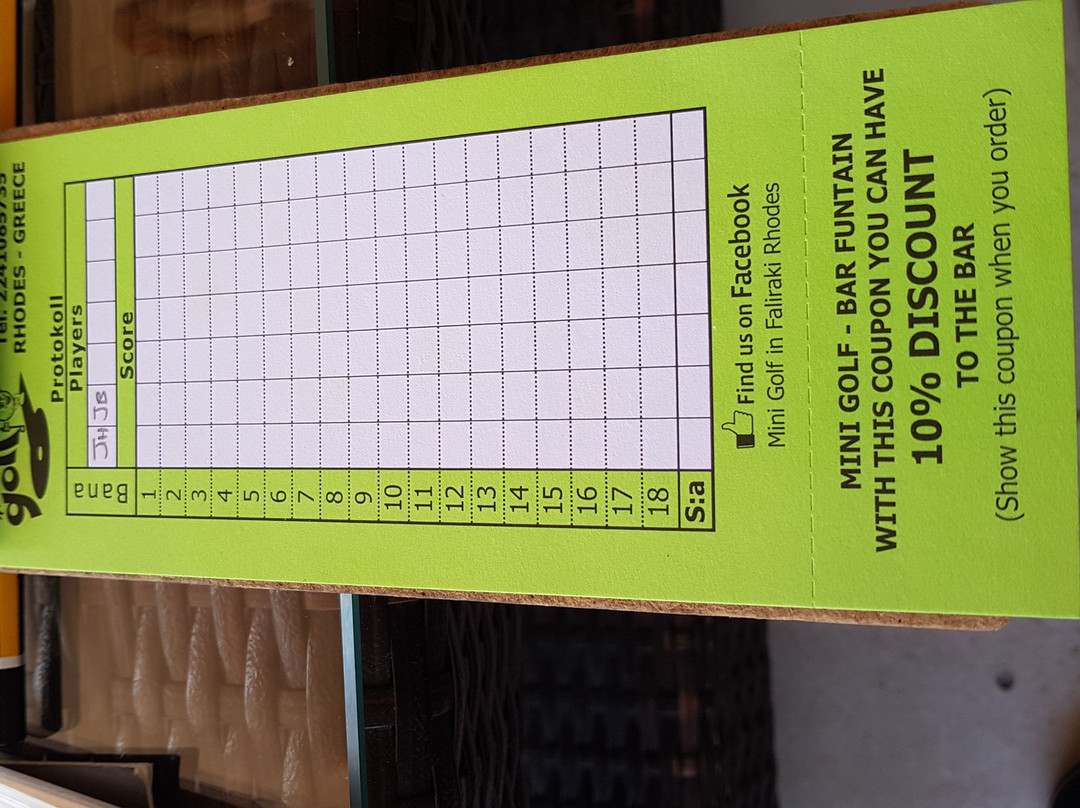 golf
RHODES - GREECE
Protokoll
Bana
Players
JH JB
Score
1
2
3
4
5
6
7
8
9
10
11
12
13
14
15
16
17
18
S:a
Find us on Facebook
Mini Golf in Faliraki Rhodes
MINI GOLF - BAR FUNTAIN
WITH THIS COUPON YOU CAN HAVE
10% DISCOUNT
TO THE BAR
(Show this coupon when you order)